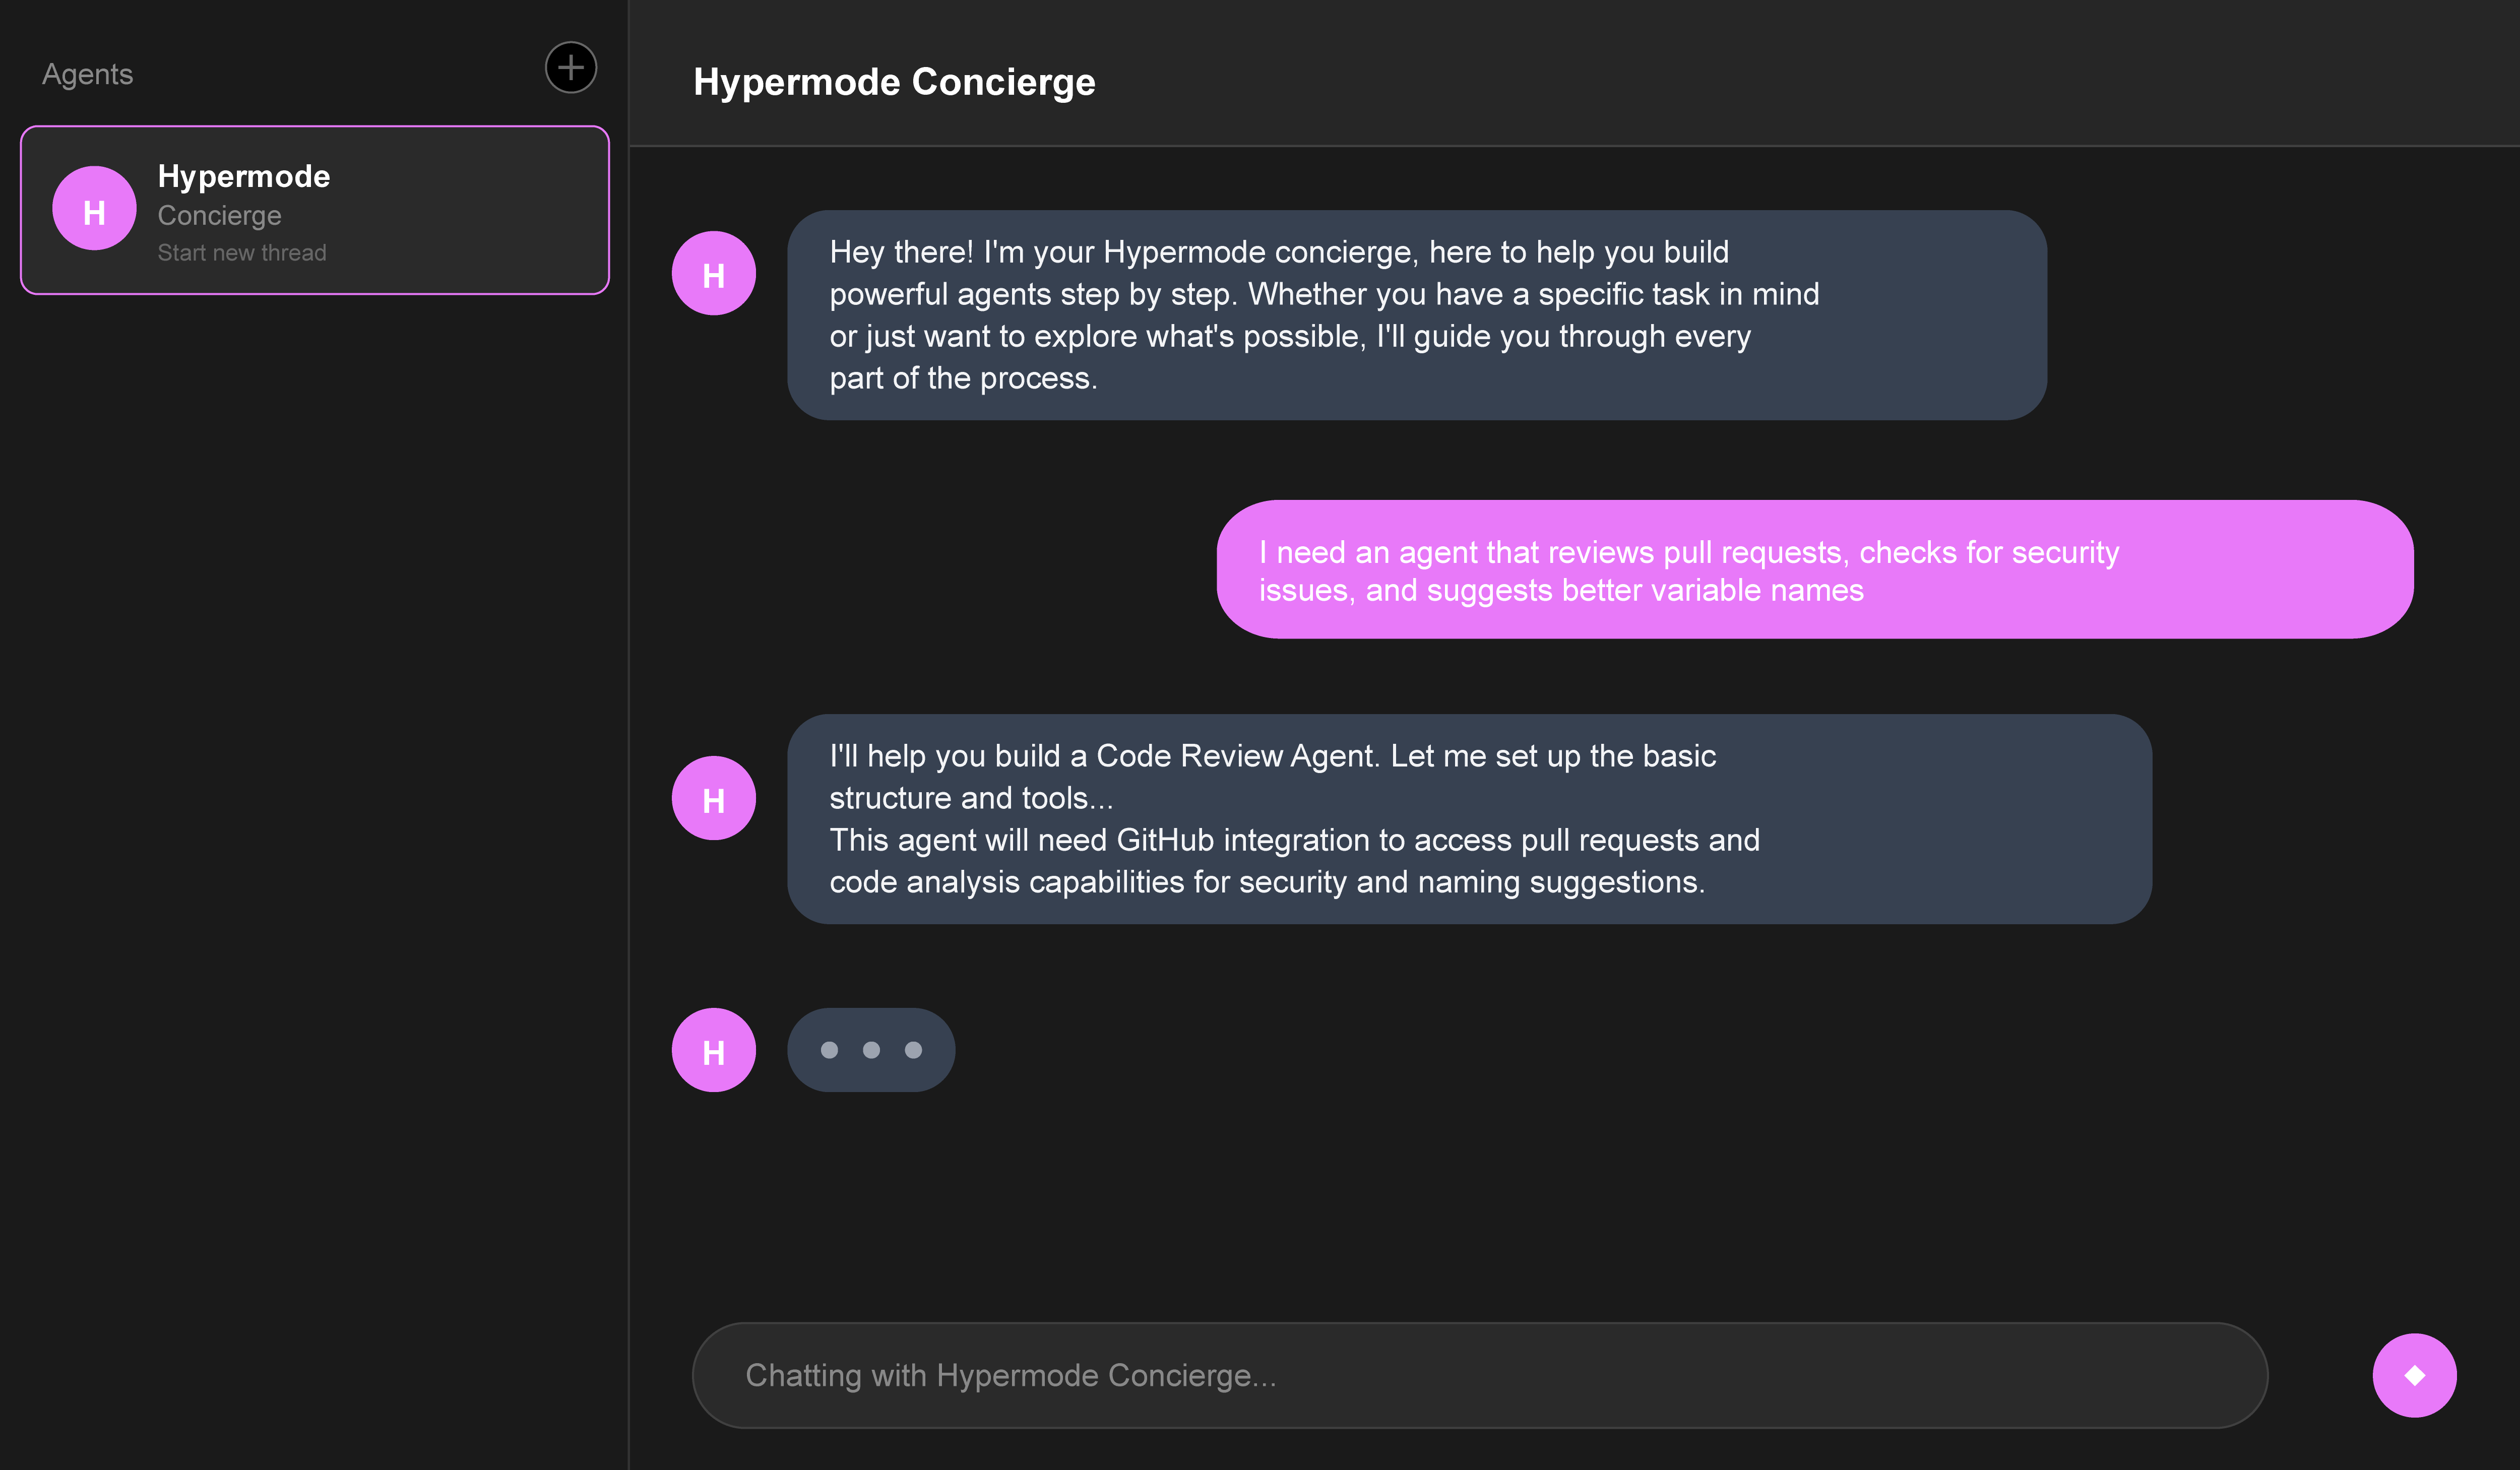 Agents
Hypermode Concierge
H
Hypermode
Concierge
Start new thread
H
Hey there! I'm your Hypermode concierge, here to help you build
powerful agents step by step. Whether you have a specific task in mind
or just want to explore what's possible, I'll guide you through every
part of the process.
I need an agent that reviews pull requests, checks for security
issues, and suggests better variable names
H
I'll help you build a Code Review Agent. Let me set up the basic
structure and tools...
This agent will need GitHub integration to access pull requests and
code analysis capabilities for security and naming suggestions.
H
Chatting with Hypermode Concierge...